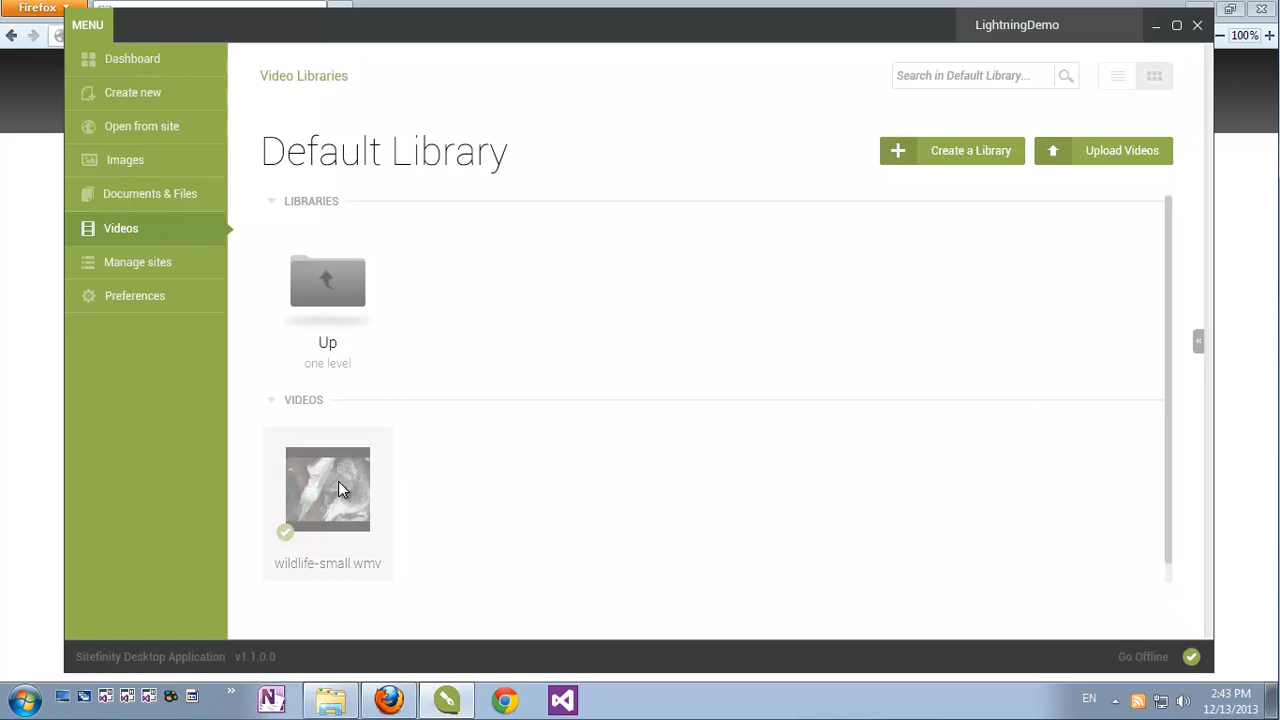 Firefox
MENU
LightningDemo
100%
Dashboard
Create new
Open from site
Images
Documents & Files
Videos
Manage sites
Preferences
Video Libraries
Search in Default Library...
Default Library
Create a Library
Upload Videos
LIBRARIES
Up
one level
VIDEOS
wildlife-small.wmv
Sitefinity Desktop Application v1.1.0.0
Go Offline
EN
2:43 PM
12/13/2013